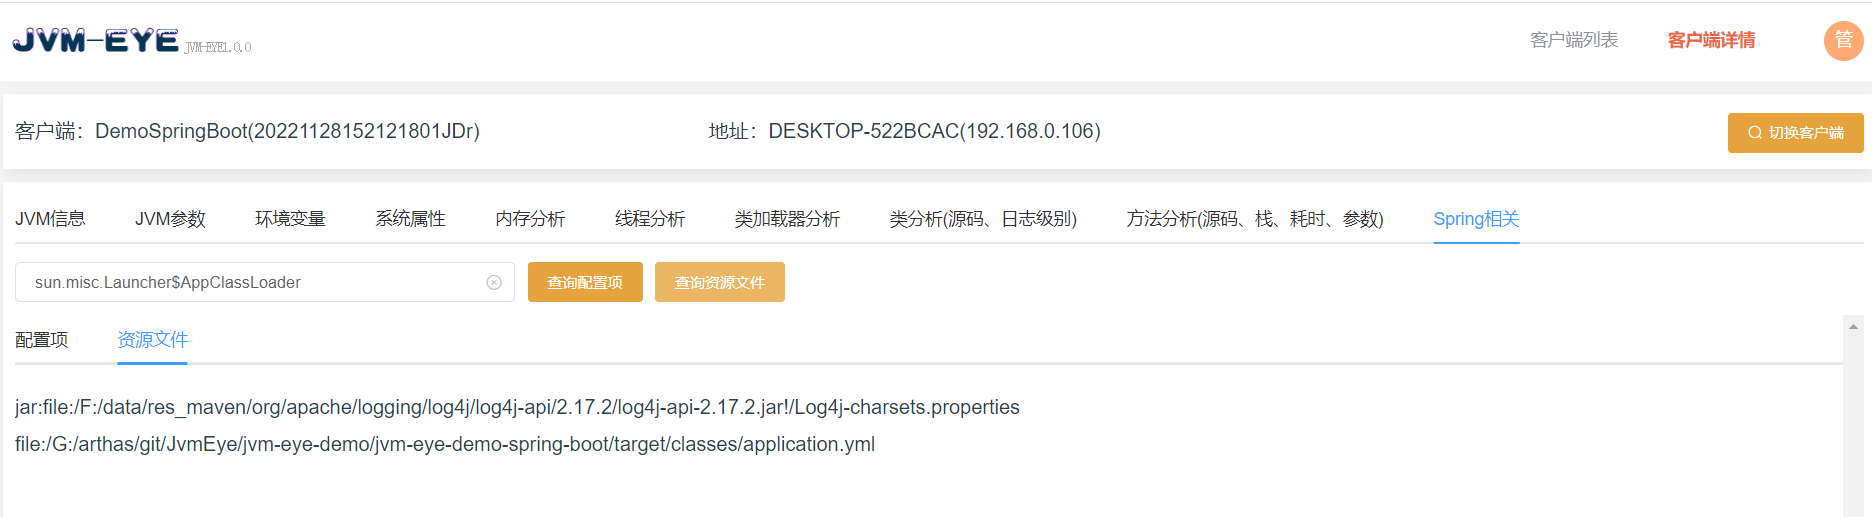 JVM-EYE JVM-EYE1.0.0 客户端列表 客户端详情 管
客户端：DemoSpringBoot(20221128152121801JDr) 地址：DESKTOP-522BCAC(192.168.0.106) 切换客户端
JVM信息 JVM参数 环境变量 系统属性 内存分析 线程分析 类加载器分析 类分析(源码、日志级别) 方法分析(源码、栈、耗时、参数) Spring相关
sun.misc.Launcher$AppClassLoader 查询配置项 查询资源文件
配置项 资源文件
jar:file:/F:/data/res_maven/org/apache/logging/log4j/log4j-api/2.17.2/log4j-api-2.17.2.jar!/Log4j-charsets.properties
file:/G:/arthas/git/JvmEye/jvm-eye-demo/jvm-eye-demo-spring-boot/target/classes/application.yml